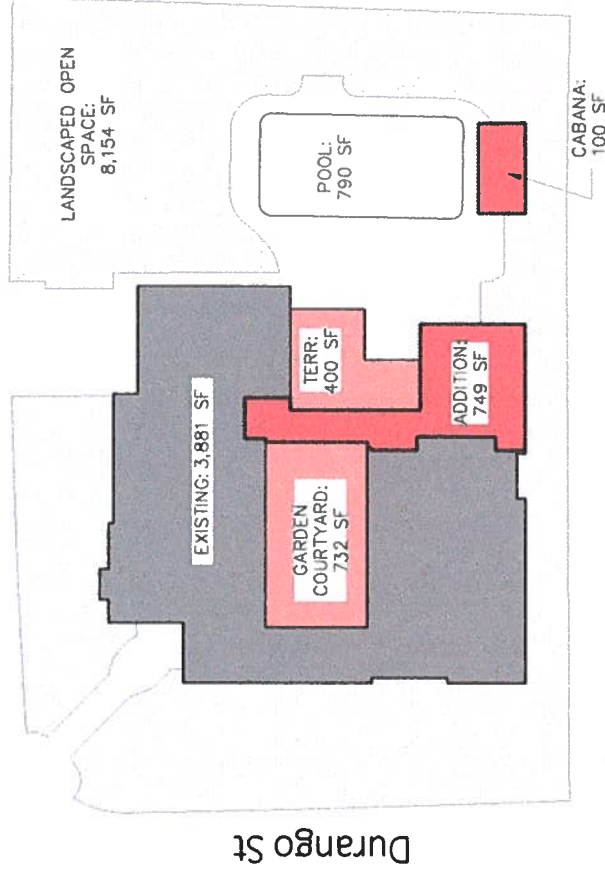 LANDSCAPED OPEN
SPACE:
8,154 SF
POOL:
790 SF
CABANA:
100 SF
TERR:
400 SF
ADDITION:
749 SF
EXISTING: 3,881 SF
GARDEN
COURTYARD:
732 SF
Durango St